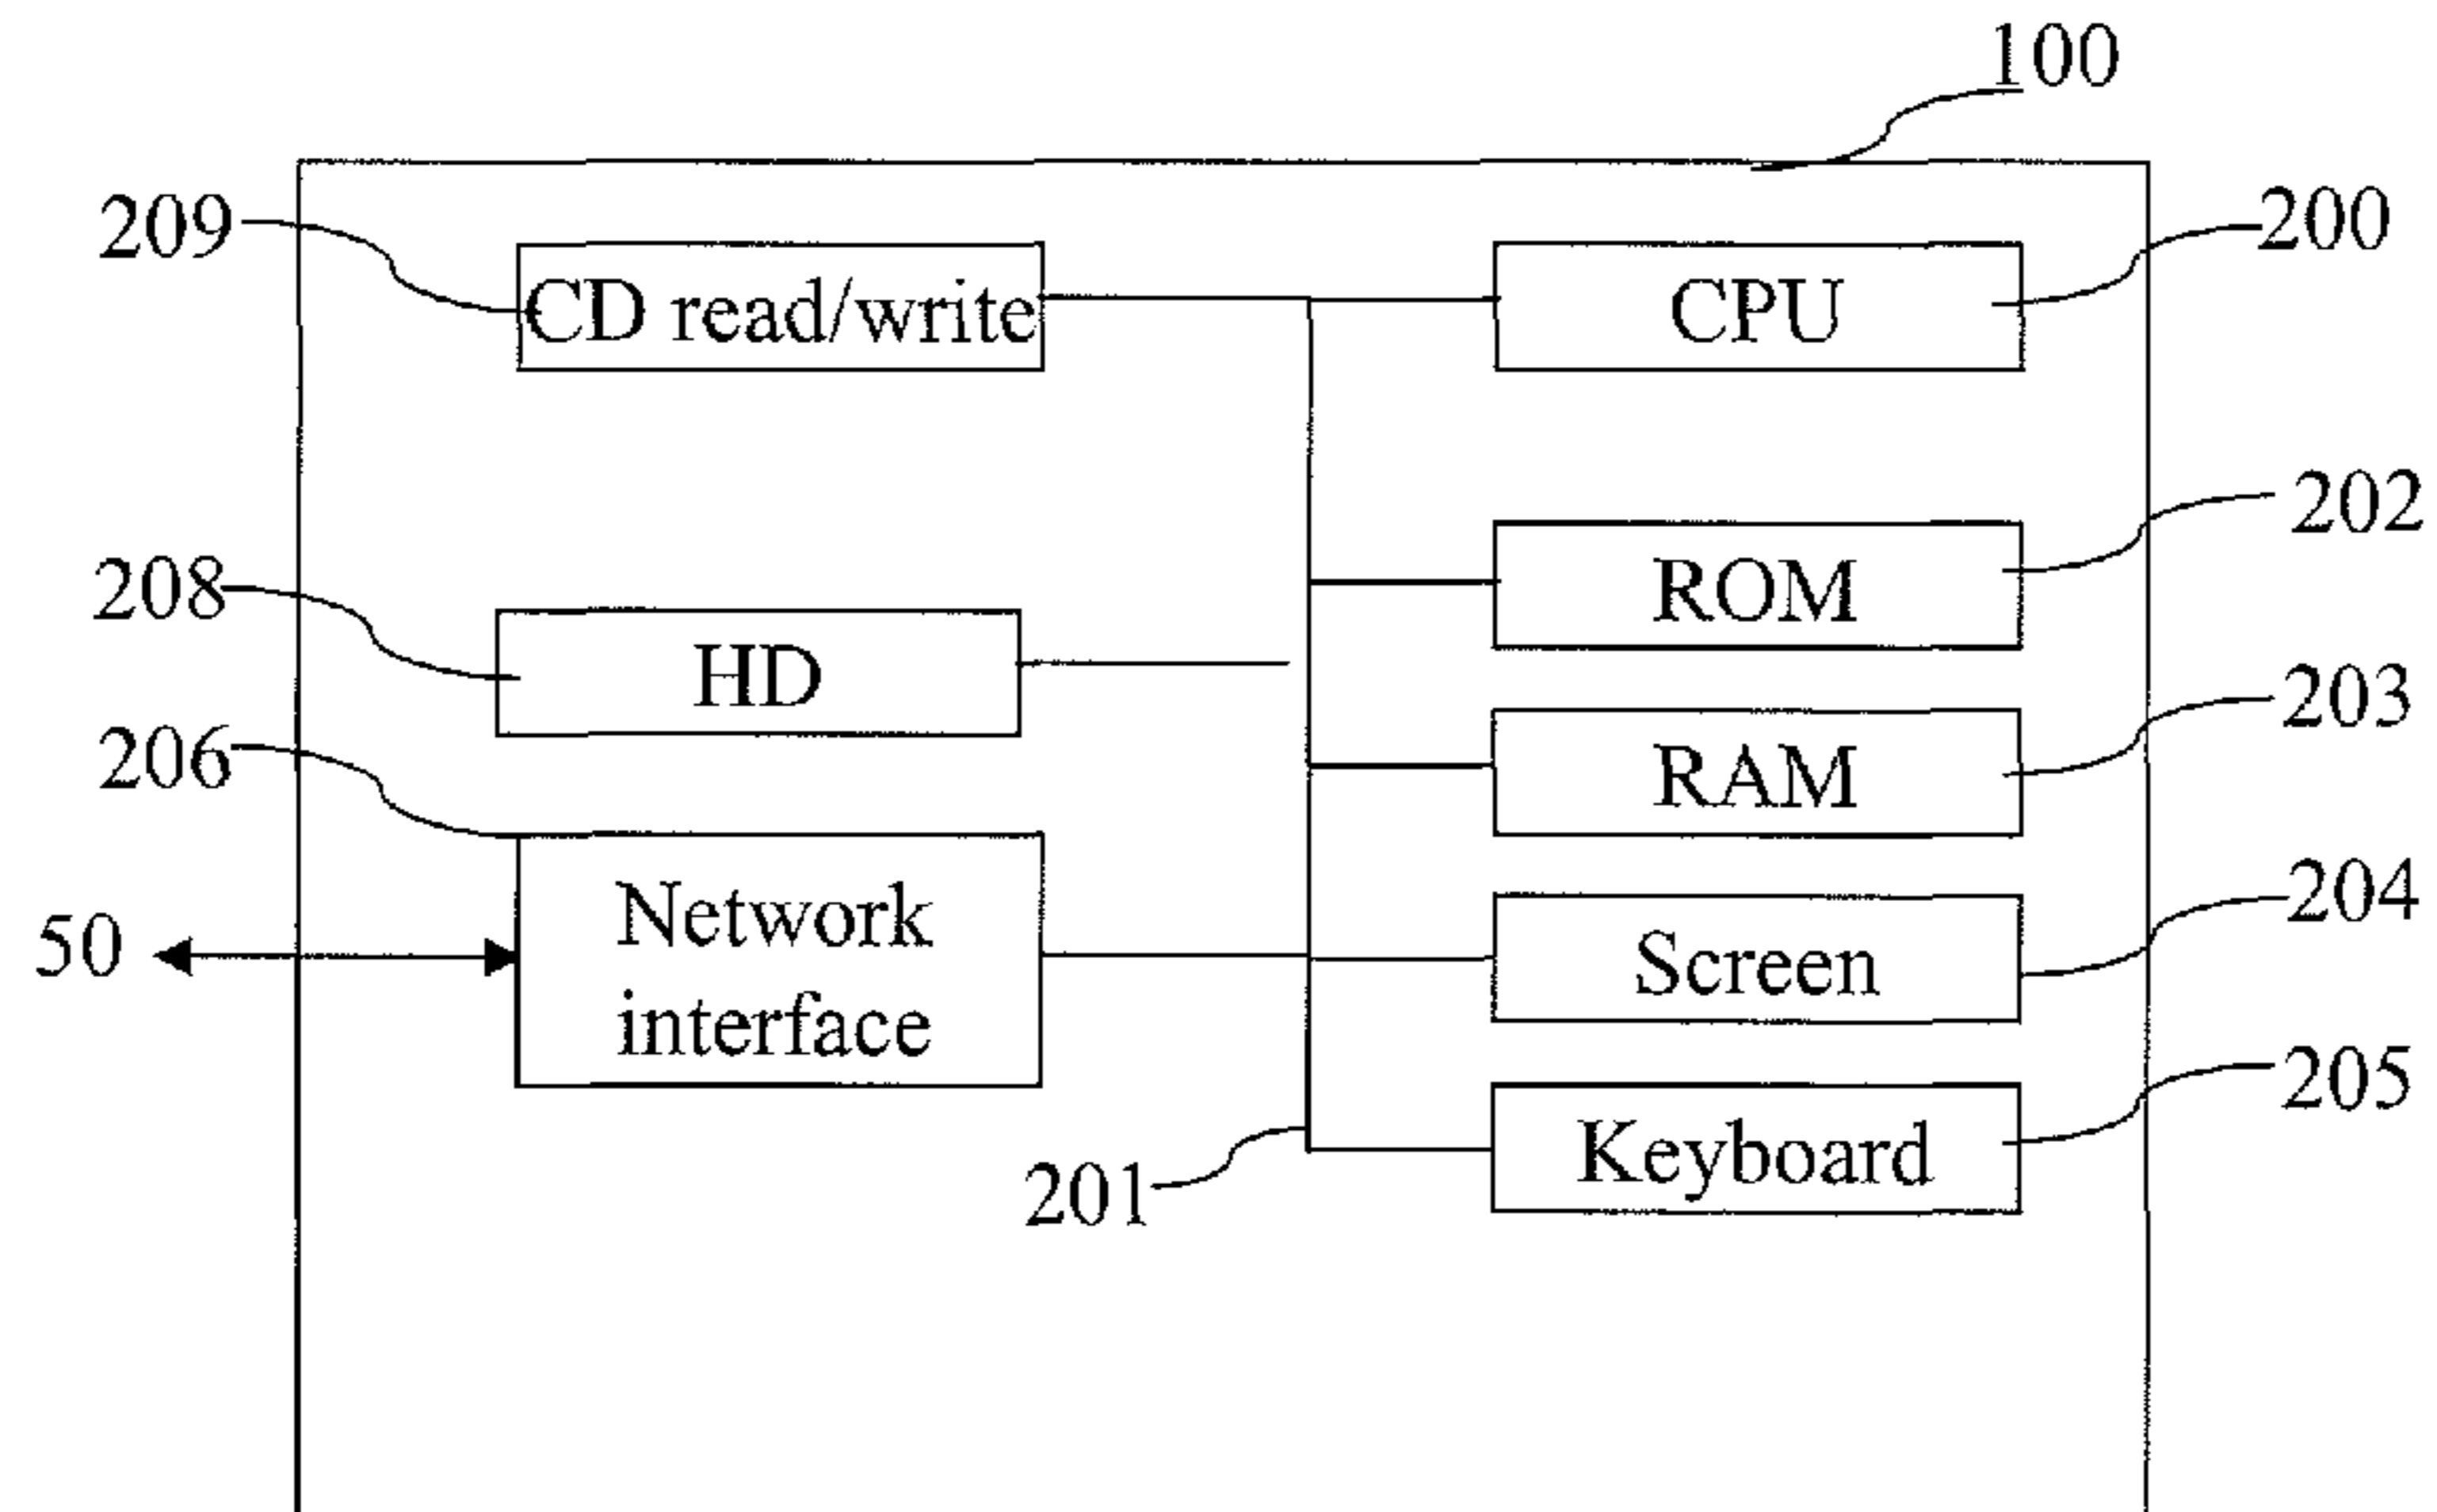 100
209
CD read/write
CPU
200
202
ROM
208
HD
203
RAM
206
Network
interface
50
204
Screen
205
Keyboard
201